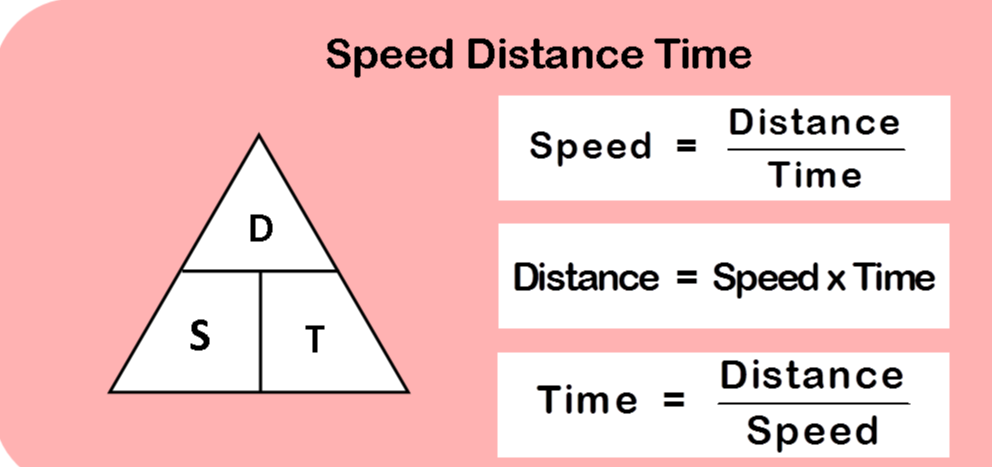 Speed Distance Time
D
S T
Speed = Distance
Time
Distance = Speed x Time
Time = Distance
Speed